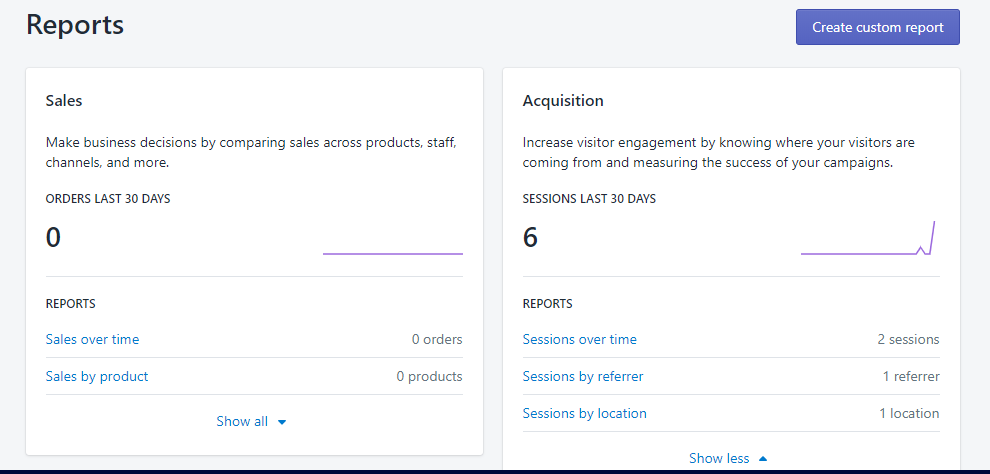 Reports
Create custom report
Sales
Make business decisions by comparing sales across products, staff,
channels, and more.
ORDERS LAST 30 DAYS
0
REPORTS
Sales over time 0 orders
Sales by product 0 products
Show all
Acquisition
Increase visitor engagement by knowing where your visitors are
coming from and measuring the success of your campaigns.
SESSIONS LAST 30 DAYS
6
REPORTS
Sessions over time 2 sessions
Sessions by referrer 1 referrer
Sessions by location 1 location
Show less